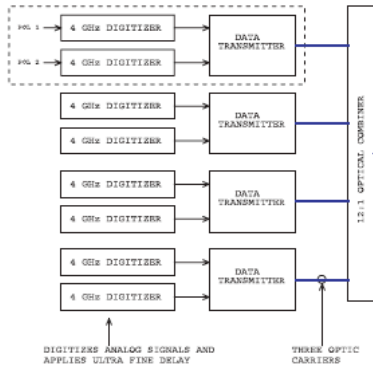 POL 1
4 GHz DIGITIZER
POL 2
4 GHz DIGITIZER
DATA
TRANSMITTER
4 GHz DIGITIZER
4 GHz DIGITIZER
DATA
TRANSMITTER
4 GHz DIGITIZER
4 GHz DIGITIZER
DATA
TRANSMITTER
4 GHz DIGITIZER
4 GHz DIGITIZER
DATA
TRANSMITTER
12:1 OPTICAL COMBINER
DIGITIZES ANALOG SIGNALS AND
APPLIES ULTRA FINE DELAY
THREE OPTIC
CARRIERS